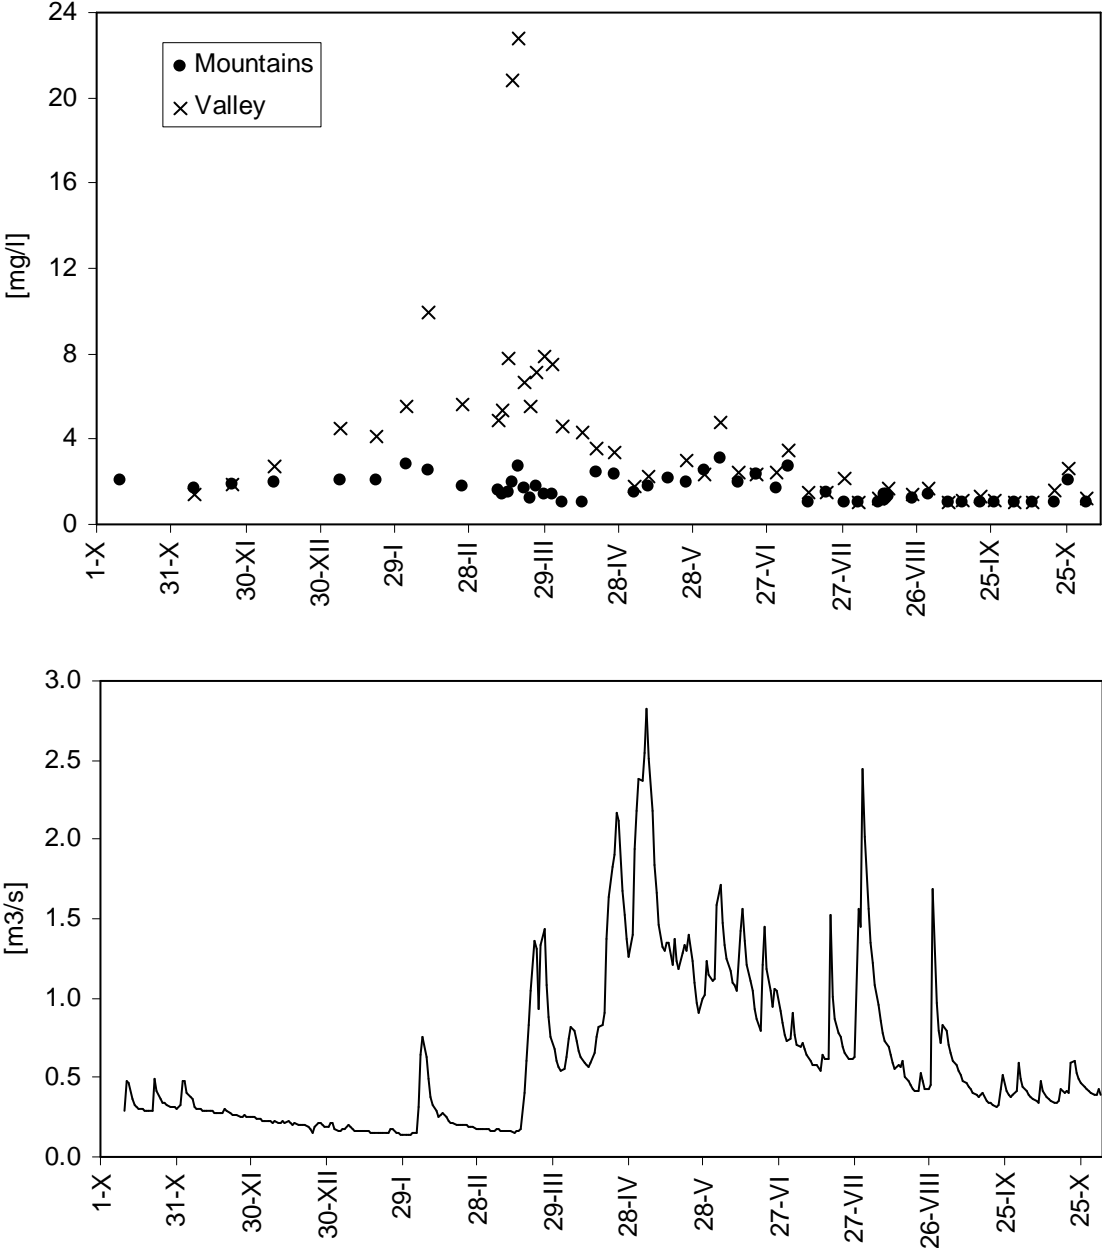 24
20
16
12
8
4
0
[mg/l]
Mountains
Valley
1-X
31-X
30-XI
30-XII
29-I
28-II
29-III
28-IV
28-V
27-VI
27-VII
26-VIII
25-IX
25-X
3.0
2.5
2.0
1.5
1.0
0.5
0.0
[m3/s]
1-X
31-X
30-XI
30-XII
29-I
28-II
29-III
28-IV
28-V
27-VI
27-VII
26-VIII
25-IX
25-X